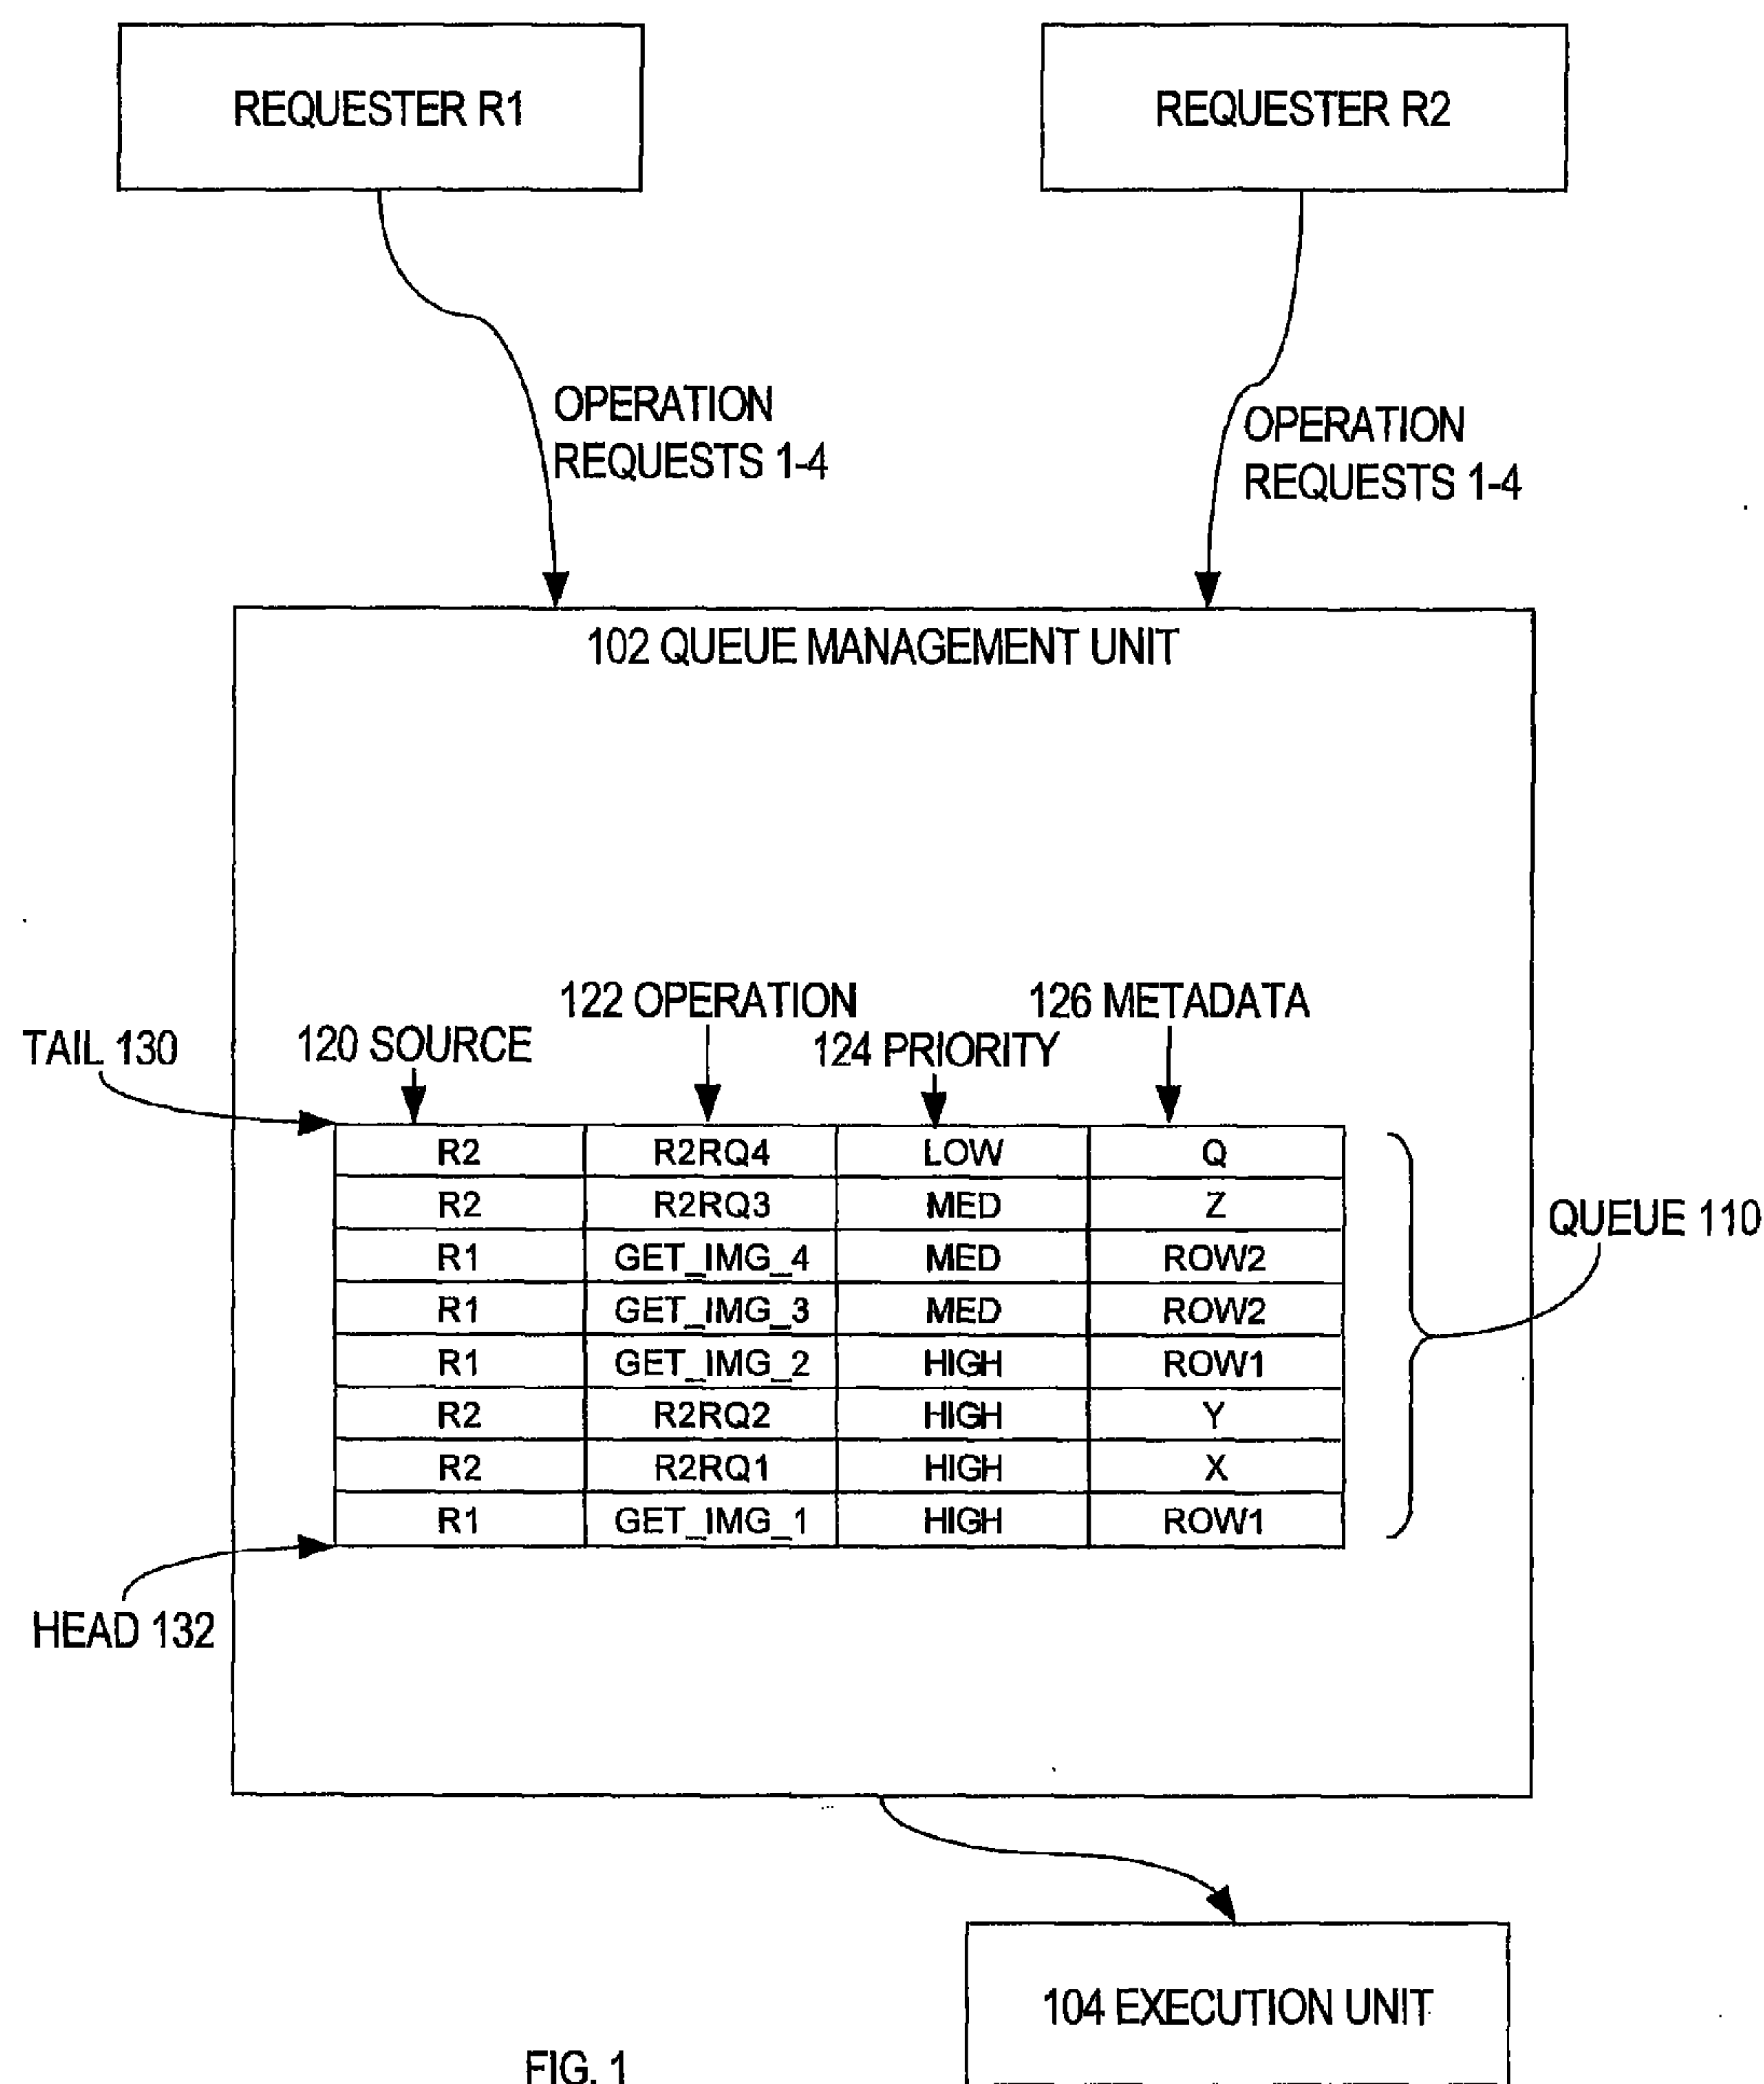 REQUESTER R1
REQUESTER R2
OPERATION
REQUESTS 1-4
OPERATION
REQUESTS 1-4
102 QUEUE MANAGEMENT UNIT
122 OPERATION
126 METADATA
TAIL 130
120 SOURCE
124 PRIORITY
R2 R2RQ4 LOW Q
R2 R2RQ3 MED Z
R1 GET_IMG_4 MED ROW2
R1 GET_IMG_3 MED ROW2
R1 GET_IMG_2 HIGH ROW1
R2 R2RQ2 HIGH Y
R2 R2RQ1 HIGH X
R1 GET_IMG_1 HIGH ROW1
QUEUE 110
HEAD 132
104 EXECUTION UNIT
FIG. 1